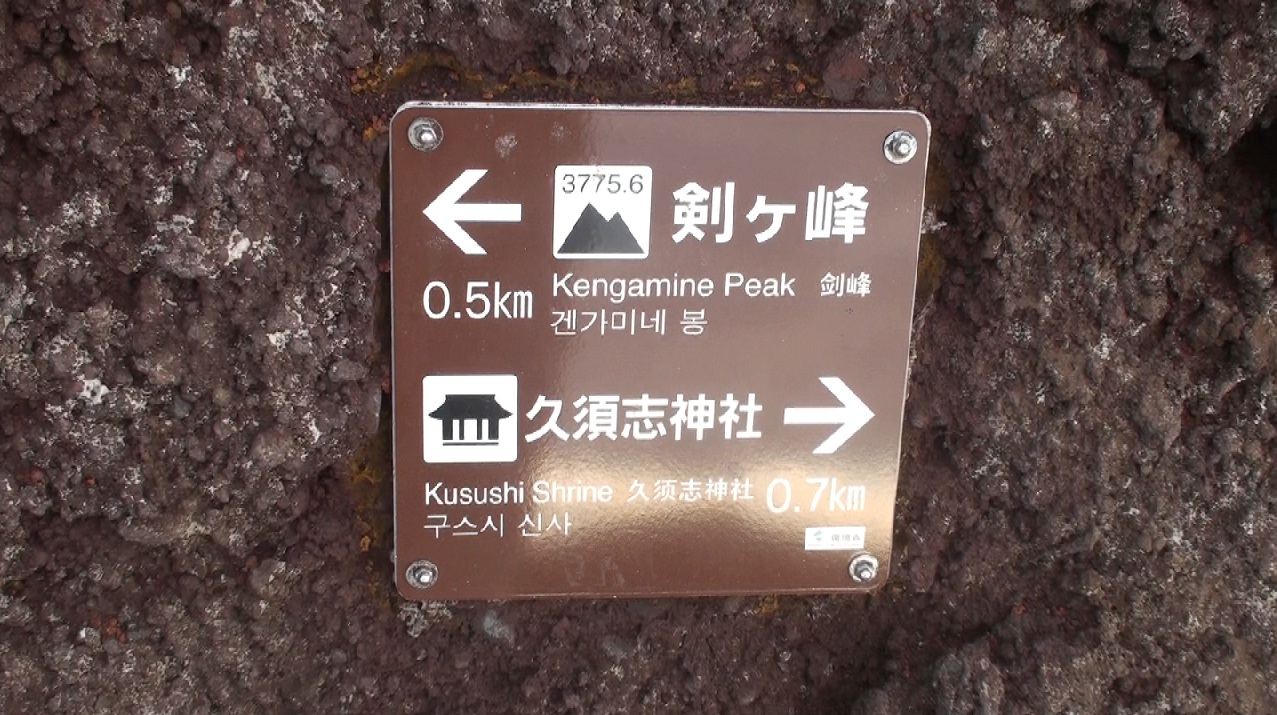 3775.6
剣ヶ峰
0.5km
Kengamine Peak 剑峰
겐가미네 봉
久須志神社
Kusushi Shrine 久须志神社
0.7km
구스시 신사